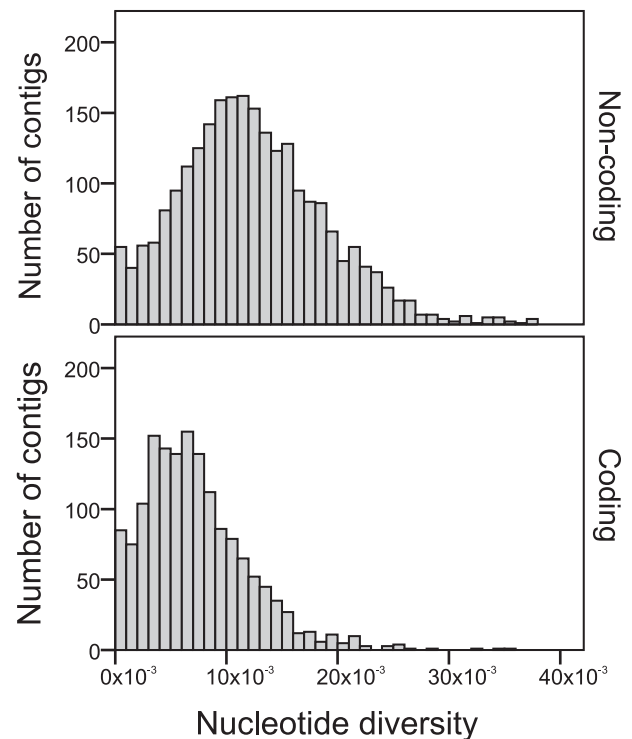 200
150
100
50
0
Number of contigs
Non-coding
200
150
100
50
0
Number of contigs
Coding
0x10⁻³ 10x10⁻³ 20x10⁻³ 30x10⁻³ 40x10⁻³
Nucleotide diversity